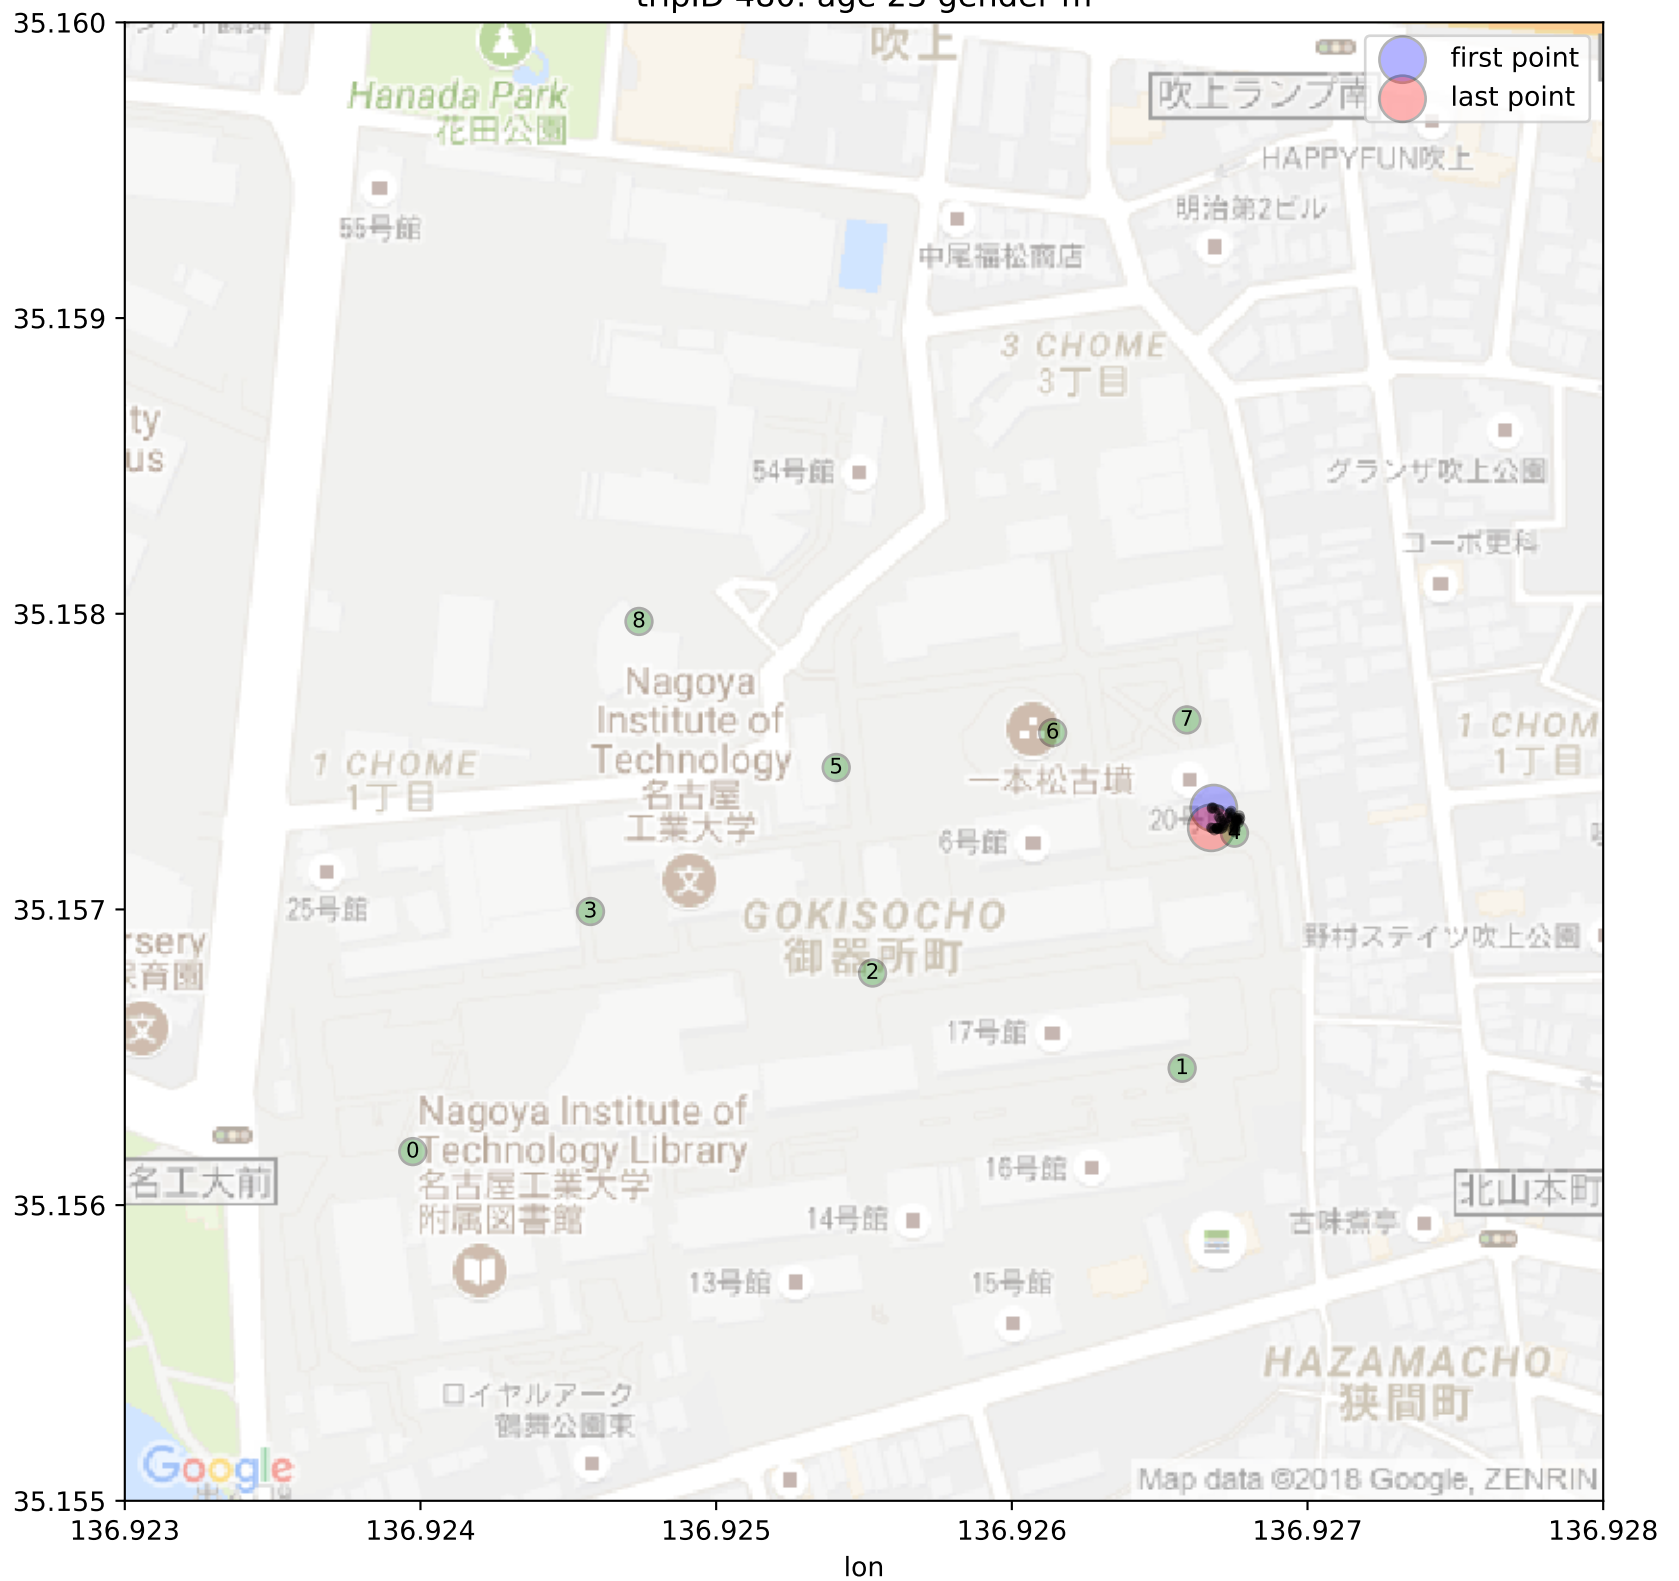 35.160
35.159
35.158
35.157
35.156
35.155
136.923
136.924
136.925
136.926
136.927
136.928
lon
first point
last point
吹上
Hanada Park
花田公園
吹上ランプ南
HAPPYFUN吹上
明治第2ビル
55号館
中尾福松商店
3 CHOME
3丁目
ty
us
54号館
グランザ吹上公園
コーポ更科
8
Nagoya
Institute of
Technology
名古屋
工業大学
7
6
5
一本松古墳
1 CHOM
1丁目
1 CHOME
1丁目
20号
4
6号館
25号館
3
GOKISOCHO
御器所町
2
野村ステイツ吹上公園
rsery
保育園
17号館
1
0
Nagoya Institute of
Technology Library
名古屋工業大学
附属図書館
名工大前
16号館
北山本町
古味煮亭
14号館
13号館
15号館
HAZAMACHO
狭間町
ロイヤルアーク
鶴舞公園東
Google
Map data ©2018 Google, ZENRIN